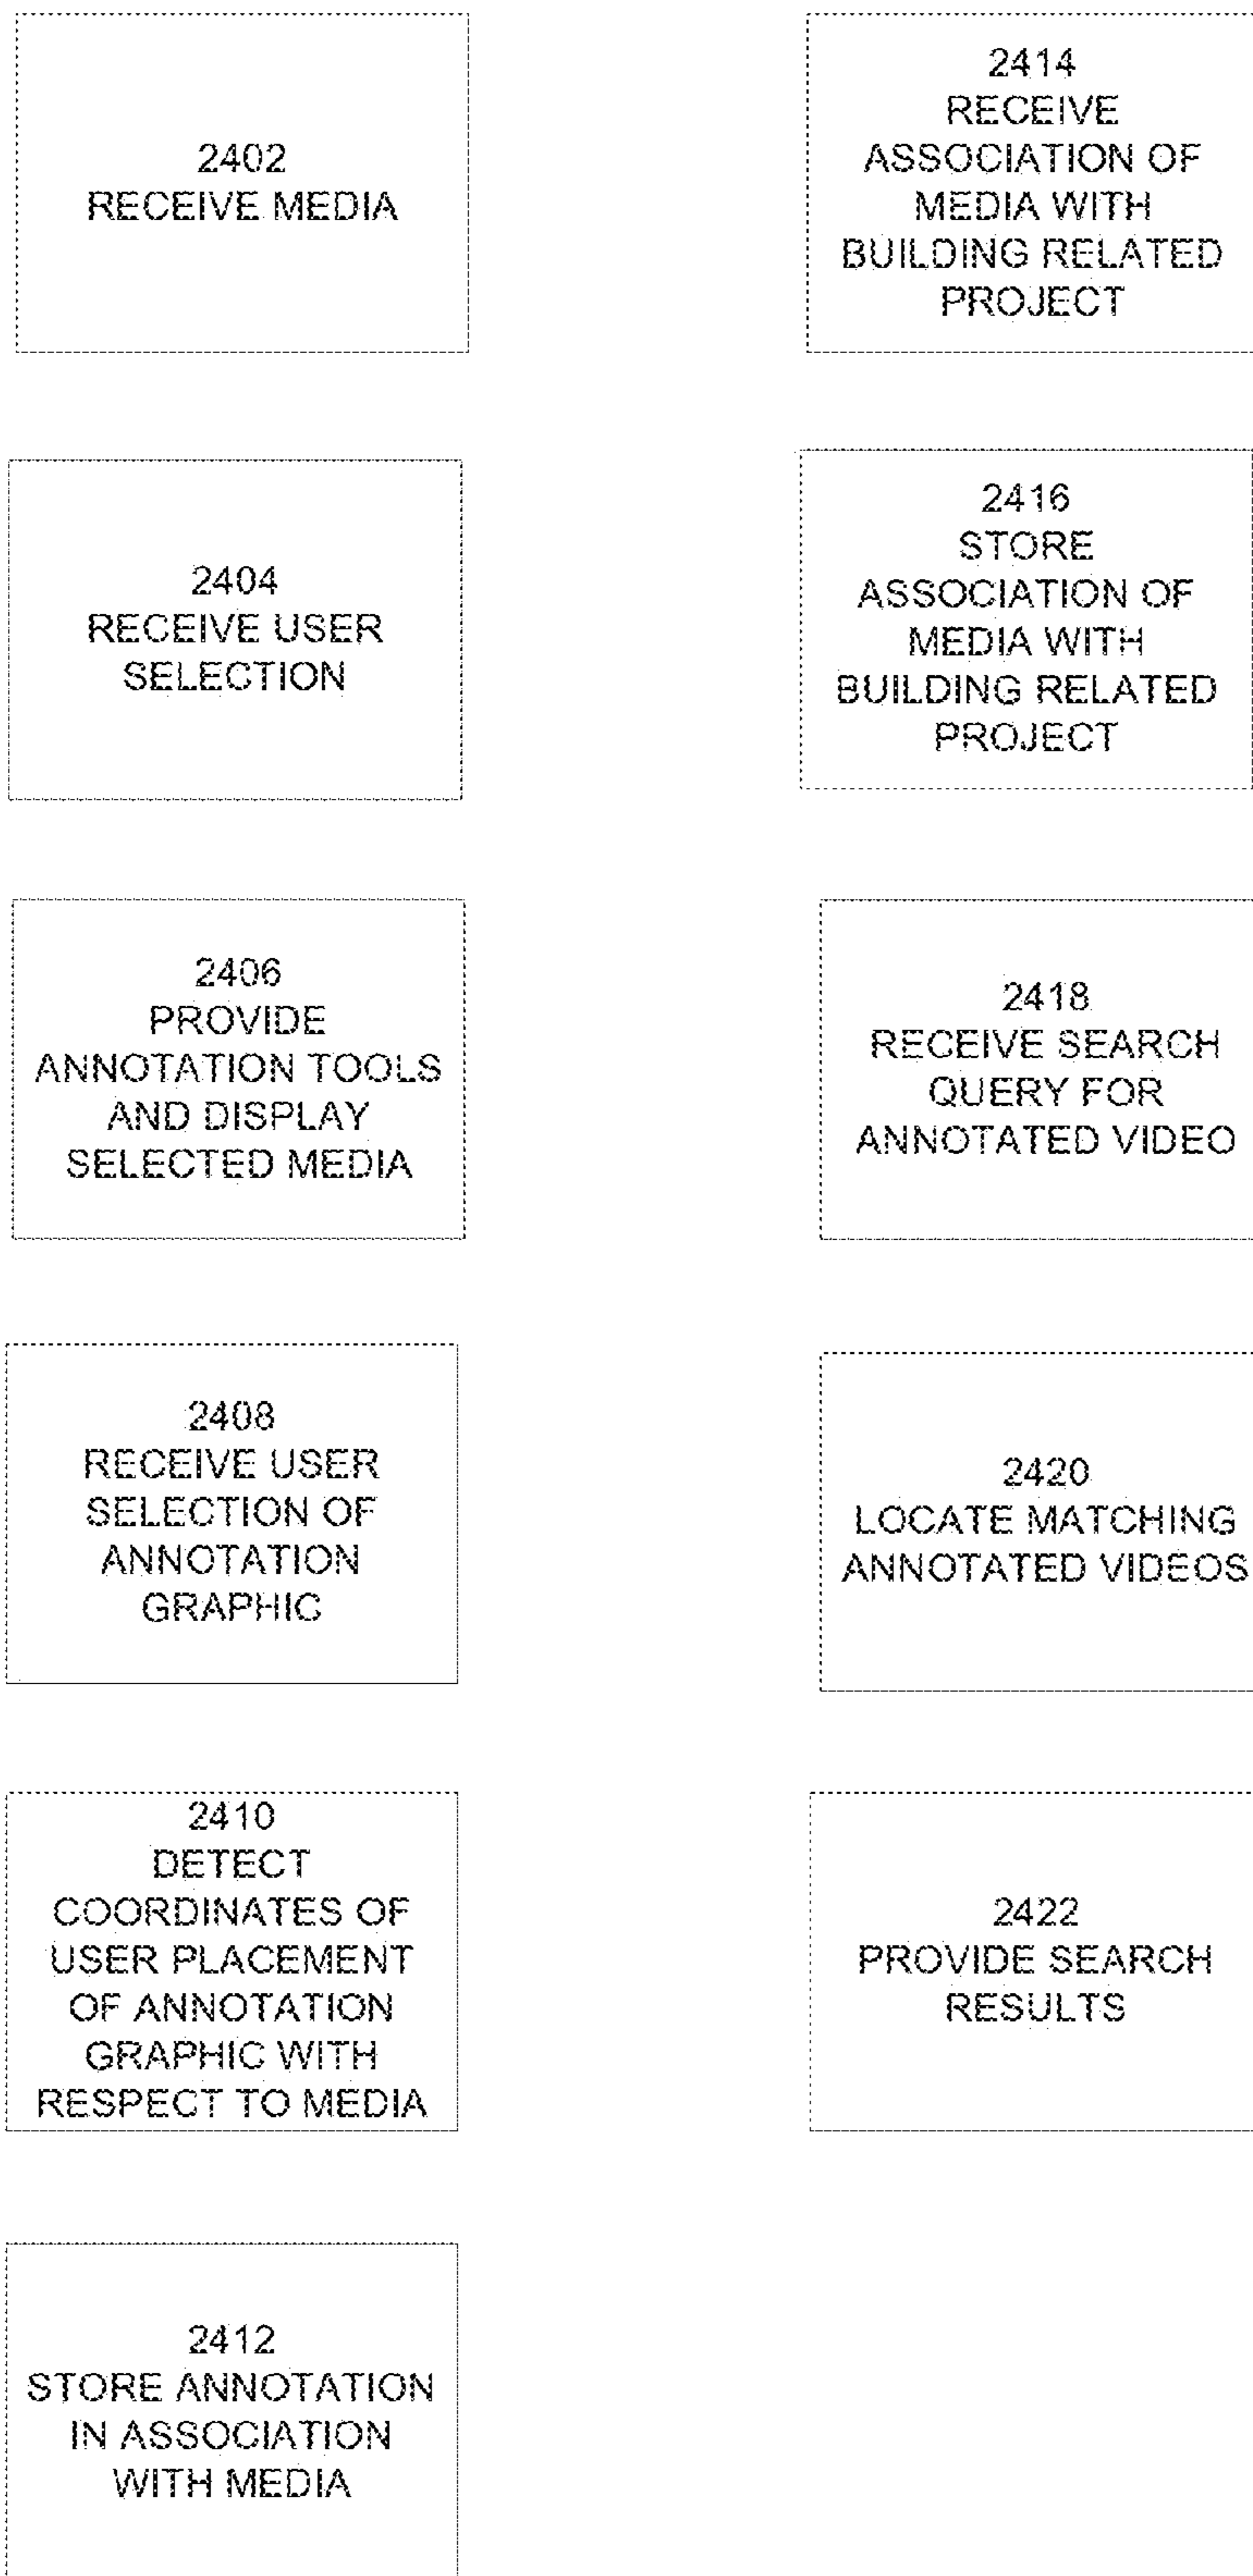 2402
RECEIVE MEDIA
2404
RECEIVE USER
SELECTION
2406
PROVIDE
ANNOTATION TOOLS
AND DISPLAY
SELECTED MEDIA
2408
RECEIVE USER
SELECTION OF
ANNOTATION
GRAPHIC
2410
DETECT
COORDINATES OF
USER PLACEMENT
OF ANNOTATION
GRAPHIC WITH
RESPECT TO MEDIA
2412
STORE ANNOTATION
IN ASSOCIATION
WITH MEDIA
2414
RECEIVE
ASSOCIATION OF
MEDIA WITH
BUILDING RELATED
PROJECT
2416
STORE
ASSOCIATION OF
MEDIA WITH
BUILDING RELATED
PROJECT
2418
RECEIVE SEARCH
QUERY FOR
ANNOTATED VIDEO
2420
LOCATE MATCHING
ANNOTATED VIDEOS
2422
PROVIDE SEARCH
RESULTS